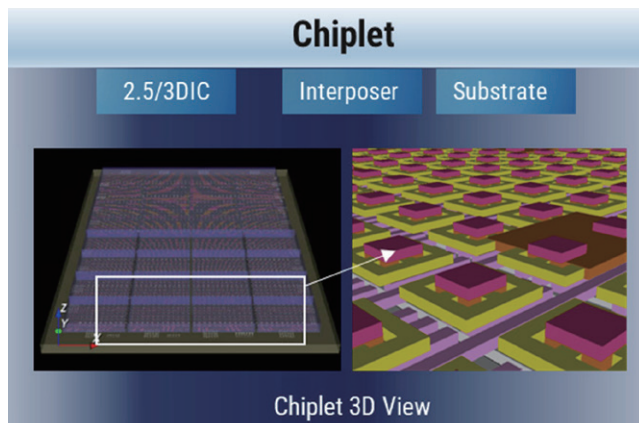 Chiplet
2.5/3DIC
Interposer
Substrate
Z
Y
X
Chiplet 3D View